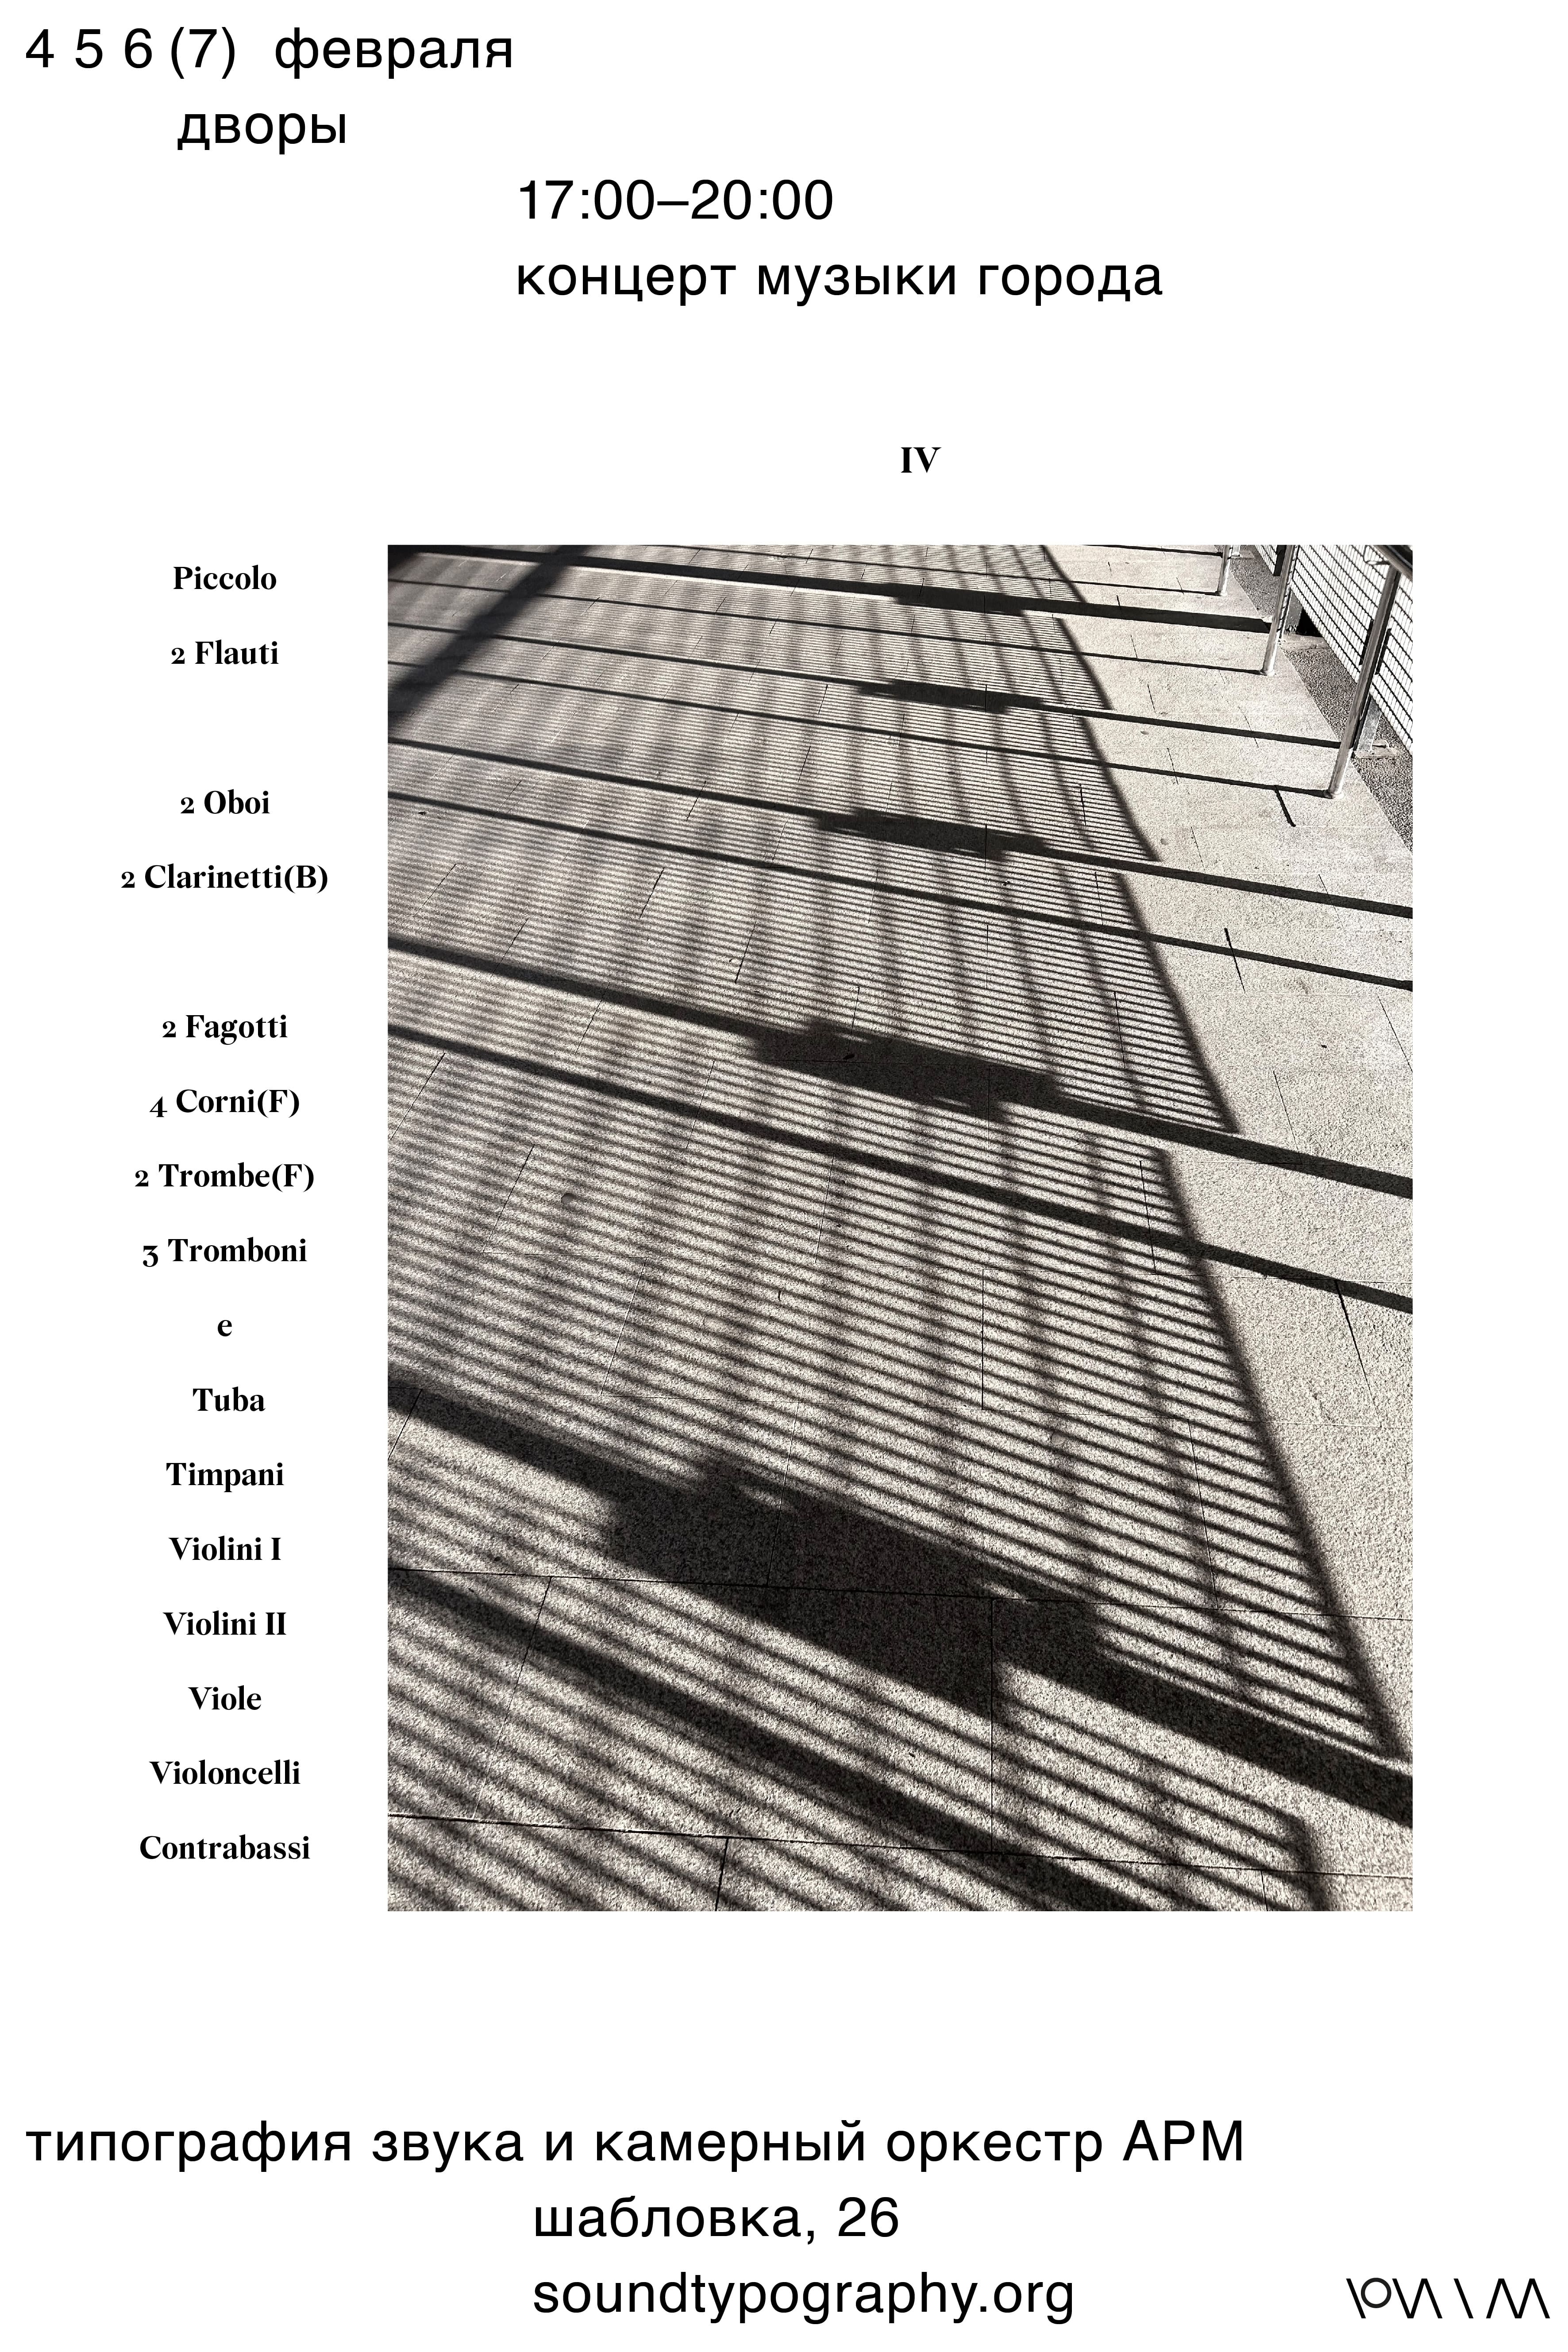 4 5 6 (7) февраля
дворы
17:00–20:00
концерт музыки города
IV
Piccolo
2 Flauti
2 Oboi
2 Clarinetti(B)
2 Fagotti
4 Corni(F)
2 Trombe(F)
3 Tromboni
e
Tuba
Timpani
Violini I
Violini II
Viole
Violoncelli
Contrabassi
типография звука и камерный оркестр АРМ
шабловка, 26
soundtypography.org